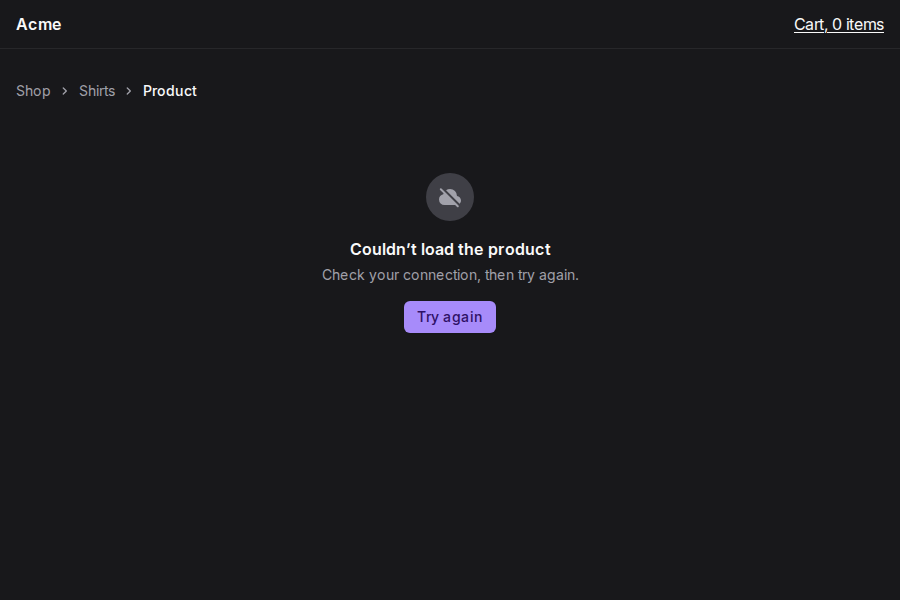 Acme
Cart, 0 items
Shop > Shirts > Product
Couldn’t load the product
Check your connection, then try again.
Try again